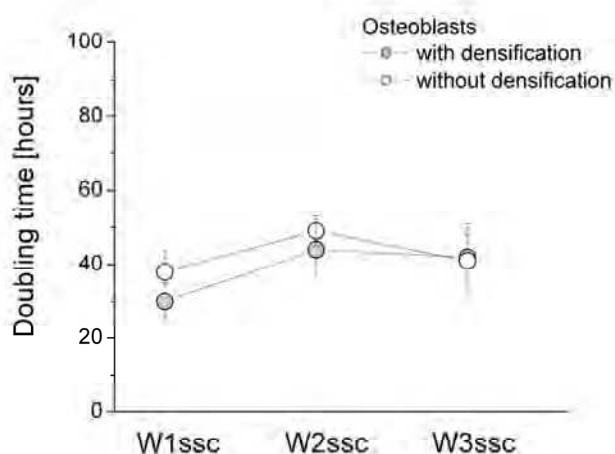 Osteoblasts
with densification
without densification
100
80
60
40
20
0
Doubling time [hours]
W1ssc W2ssc W3ssc